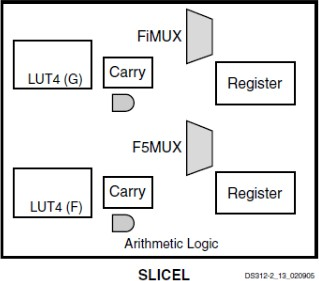 FiMUX
LUT4 (G)
Carry
Register
F5MUX
LUT4 (F)
Carry
Register
Arithmetic Logic
SLICEL
DS312-2_13_020905